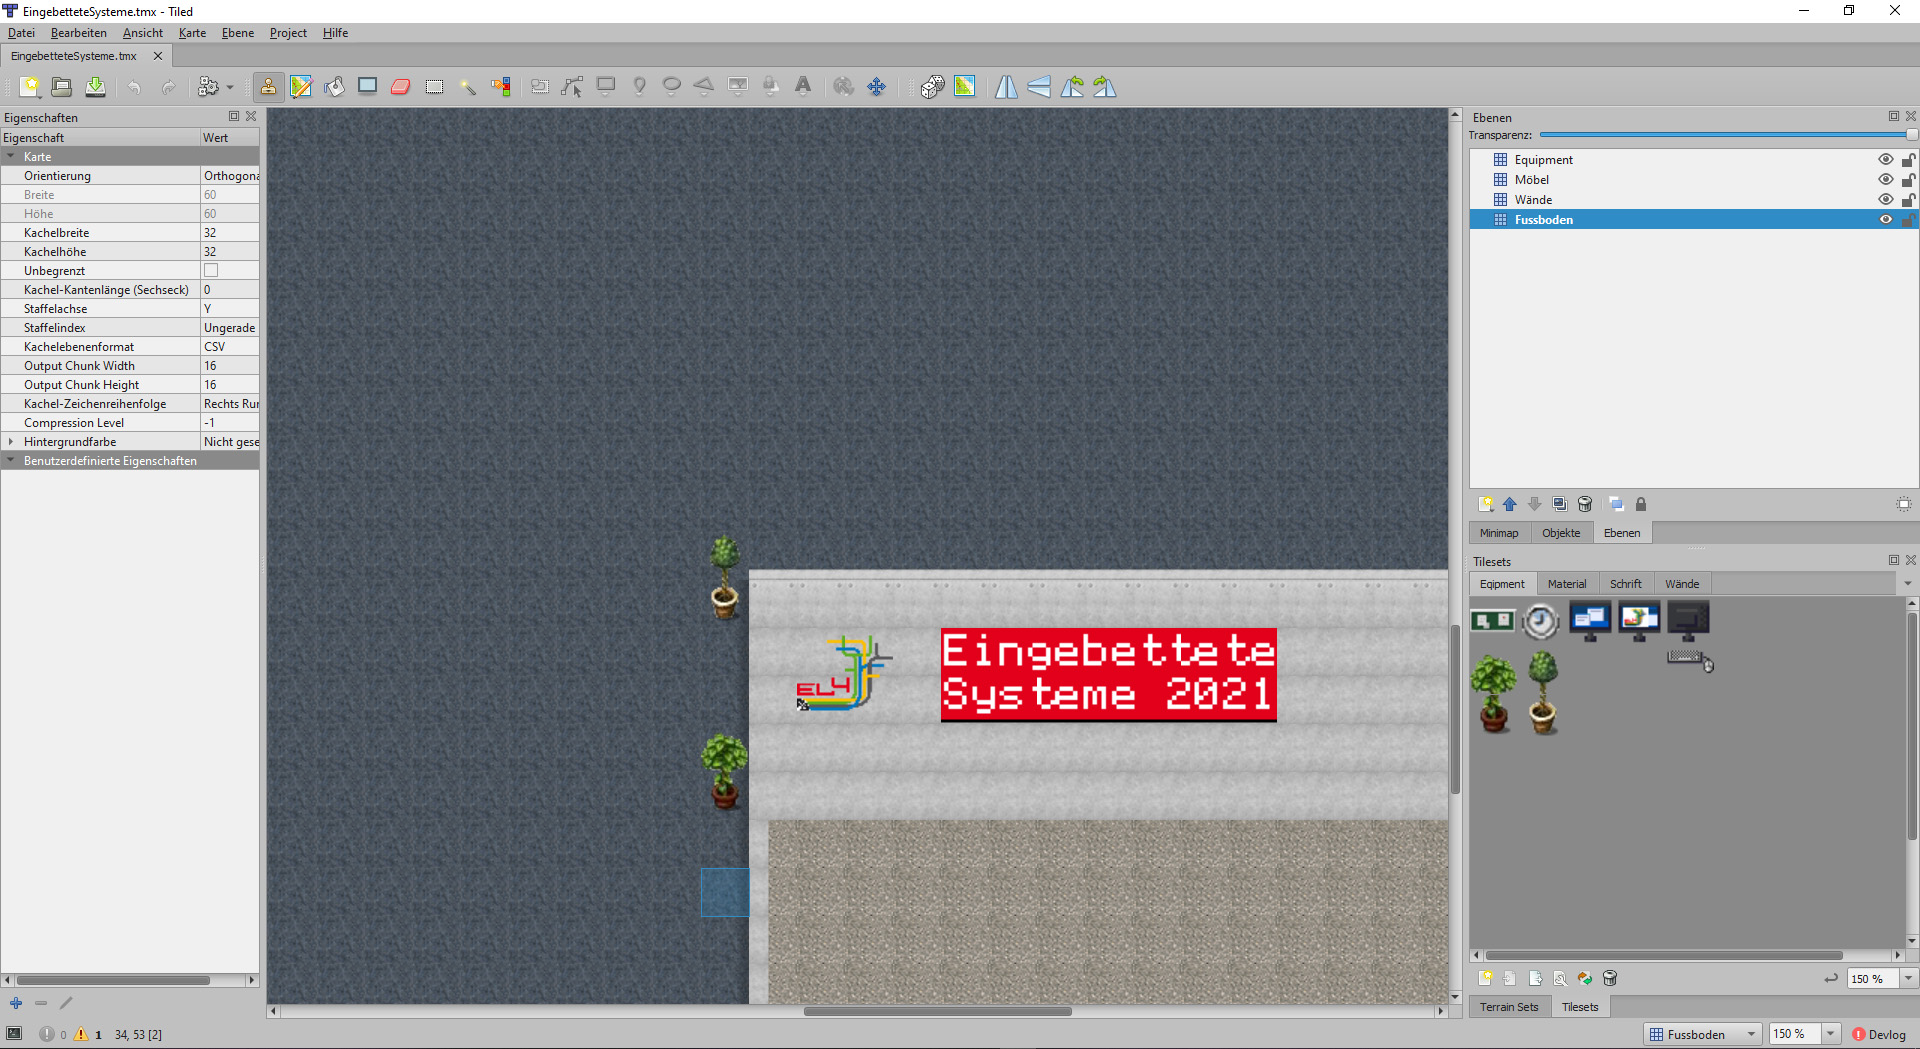 EingebetteteSysteme.tmx - Tiled
Datei Bearbeiten Ansicht Karte Ebene Project Hilfe
EingebetteteSysteme.tmx
Eigenschaften
Eigenschaft Wert
Karte
Orientierung Orthogona
Breite 60
Höhe 60
Kachelbreite 32
Kachelhöhe 32
Unbegrenzt
Kachel-Kantenlänge (Sechseck) 0
Staffelachse Y
Staffelindex Ungerade
Kachelebenenformat CSV
Output Chunk Width 16
Output Chunk Height 16
Kachel-Zeichenreihenfolge Rechts Rur
Compression Level -1
Hintergrundfarbe Nicht gese
Benutzerdefinierte Eigenschaften
0 1 34, 53 [2]
EL4
Eingebettete
Systeme 2021
Ebenen
Transparenz:
Equipment
Möbel
Wände
Fussboden
Minimap Objekte Ebenen
Tilesets
Eqipment Material Schrift Wände
150 %
Terrain Sets Tilesets
Fussboden 150 % Devlog